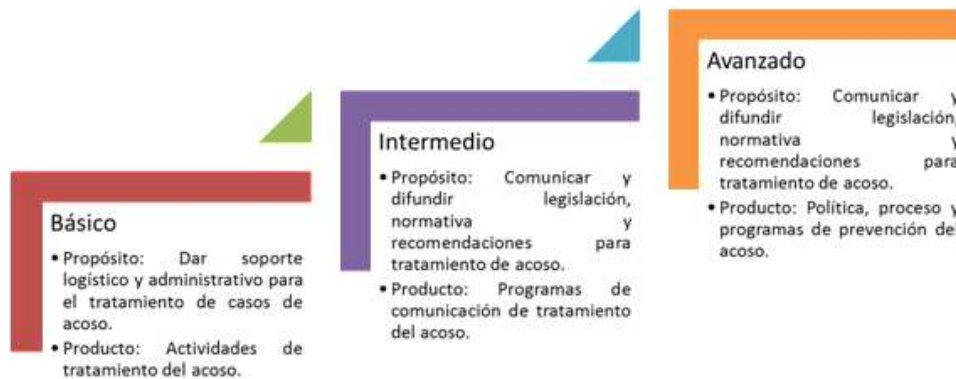 Básico
• Propósito: Dar soporte
logístico y administrativo para
el tratamiento de casos de
acoso.
• Producto: Actividades de
tratamiento del acoso.
Intermedio
• Propósito: Comunicar y
difundir legislación,
normativa y
recomendaciones para
tratamiento de acoso.
• Producto: Programas de
comunicación de tratamiento
del acoso.
Avanzado
• Propósito: Comunicar y
difundir legislación,
normativa y
recomendaciones para
tratamiento de acoso.
• Producto: Política, proceso y
programas de prevención del
acoso.